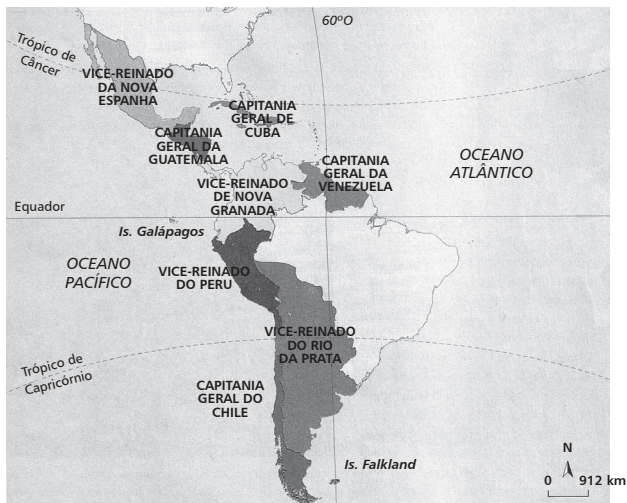 60ºO
Trópico de
Câncer
VICE-REINADO
DA NOVA
ESPANHA
CAPITANIA
GERAL DE
CUBA
CAPITANIA
GERAL DA
GUATEMALA
CAPITANIA
GERAL DA
VENEZUELA
OCEANO
ATLÂNTICO
VICE-REINADO
DE NOVA
GRANADA
Equador
Is. Galápagos
OCEANO
PACÍFICO
VICE-REINADO
DO PERU
VICE-REINADO
DO RIO
DA PRATA
Trópico de
Capricórnio
CAPITANIA
GERAL DO
CHILE
Is. Falkland
N
0 912 km